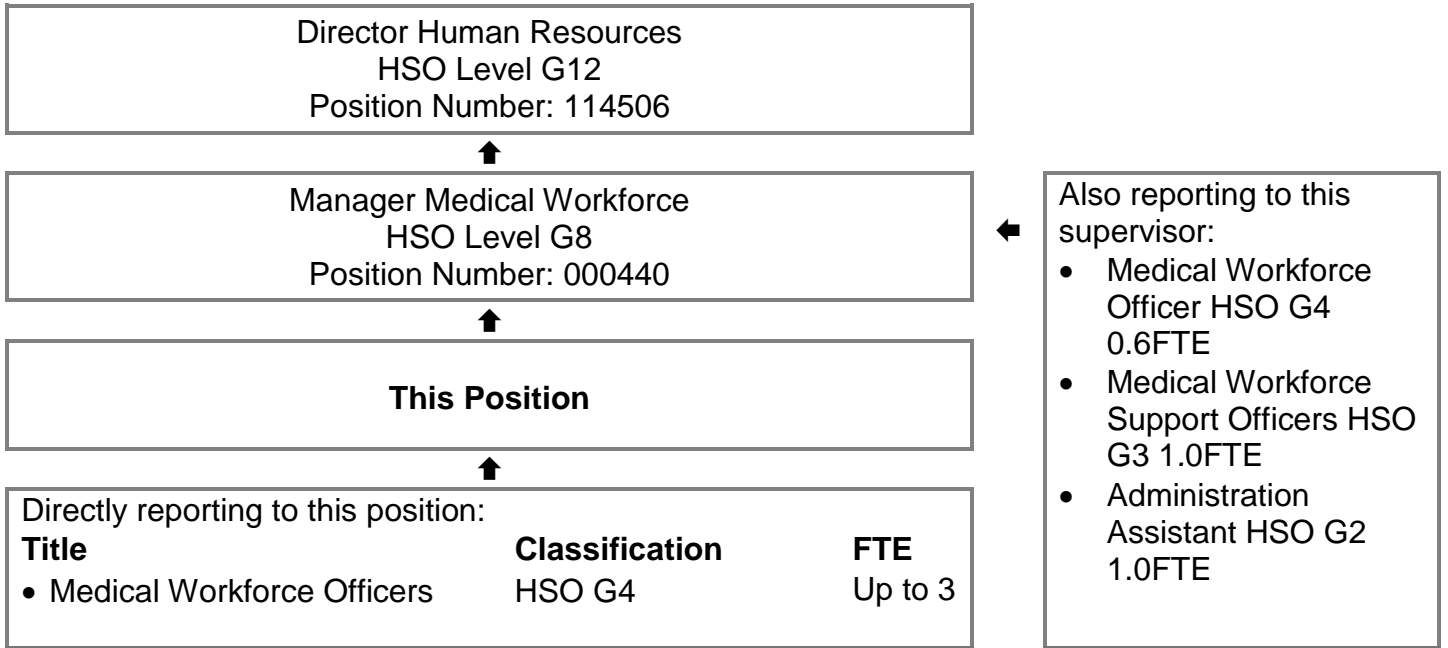 Director Human Resources
HSO Level G12
Position Number: 114506
Manager Medical Workforce
HSO Level G8
Position Number: 000440
This Position
Directly reporting to this position:
Title Classification FTE
• Medical Workforce Officers HSO G4 Up to 3
Also reporting to this
supervisor:
• Medical Workforce
Officer HSO G4
0.6FTE
• Medical Workforce
Support Officers HSO
G3 1.0FTE
• Administration
Assistant HSO G2
1.0FTE